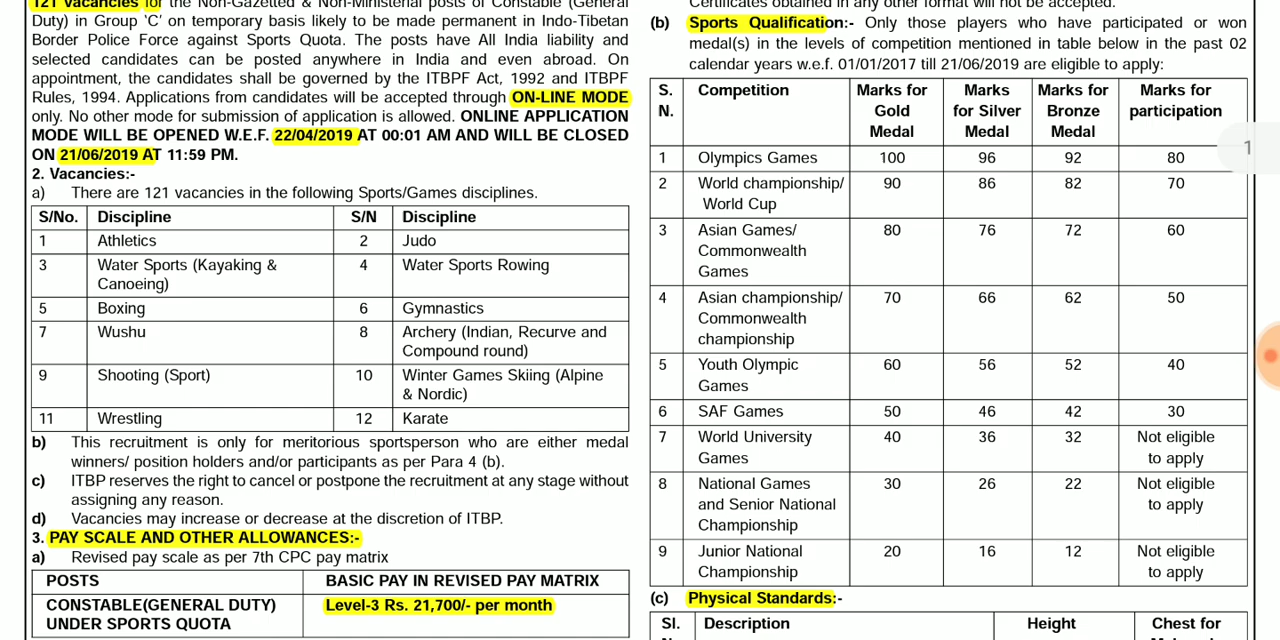 121 vacancies for the Non-Gazetted & Non-Ministerial posts of Constable (General
Duty) in Group ‘C’ on temporary basis likely to be made permanent in Indo-Tibetan
Border Police Force against Sports Quota. The posts have All India liability and
selected candidates can be posted anywhere in India and even abroad. On
appointment, the candidates shall be governed by the ITBPF Act, 1992 and ITBPF
Rules, 1994. Applications from candidates will be accepted through ON-LINE MODE
only. No other mode for submission of application is allowed. ONLINE APPLICATION
MODE WILL BE OPENED W.E.F. 22/04/2019 AT 00:01 AM AND WILL BE CLOSED
ON 21/06/2019 AT 11:59 PM.
2. Vacancies:-
a) There are 121 vacancies in the following Sports/Games disciplines.
S/No. Discipline S/N Discipline
1 Athletics 2 Judo
3 Water Sports (Kayaking & 4 Water Sports Rowing
Canoeing)
5 Boxing 6 Gymnastics
7 Wushu 8 Archery (Indian, Recurve and
Compound round)
9 Shooting (Sport) 10 Winter Games Skiing (Alpine
& Nordic)
11 Wrestling 12 Karate
b) This recruitment is only for meritorious sportsperson who are either medal
winners/ position holders and/or participants as per Para 4 (b).
c) ITBP reserves the right to cancel or postpone the recruitment at any stage without
assigning any reason.
d) Vacancies may increase or decrease at the discretion of ITBP.
3. PAY SCALE AND OTHER ALLOWANCES:-
a) Revised pay scale as per 7th CPC pay matrix
POSTS BASIC PAY IN REVISED PAY MATRIX
CONSTABLE(GENERAL DUTY) Level-3 Rs. 21,700/- per month
UNDER SPORTS QUOTA
Certificates obtained in any other format will not be accepted.
(b) Sports Qualification:- Only those players who have participated or won
medal(s) in the levels of competition mentioned in table below in the past 02
calendar years w.e.f. 01/01/2017 till 21/06/2019 are eligible to apply:
S. Competition Marks for Marks Marks for Marks for
N. Gold for Silver Bronze participation
Medal Medal Medal
1 Olympics Games 100 96 92 80
2 World championship/ 90 86 82 70
World Cup
3 Asian Games/ 80 76 72 60
Commonwealth
Games
4 Asian championship/ 70 66 62 50
Commonwealth
championship
5 Youth Olympic 60 56 52 40
Games
6 SAF Games 50 46 42 30
7 World University 40 36 32 Not eligible
Games to apply
8 National Games 30 26 22 Not eligible
and Senior National to apply
Championship
9 Junior National 20 16 12 Not eligible
Championship to apply
(c) Physical Standards:-
Sl. Description Height Chest for
1